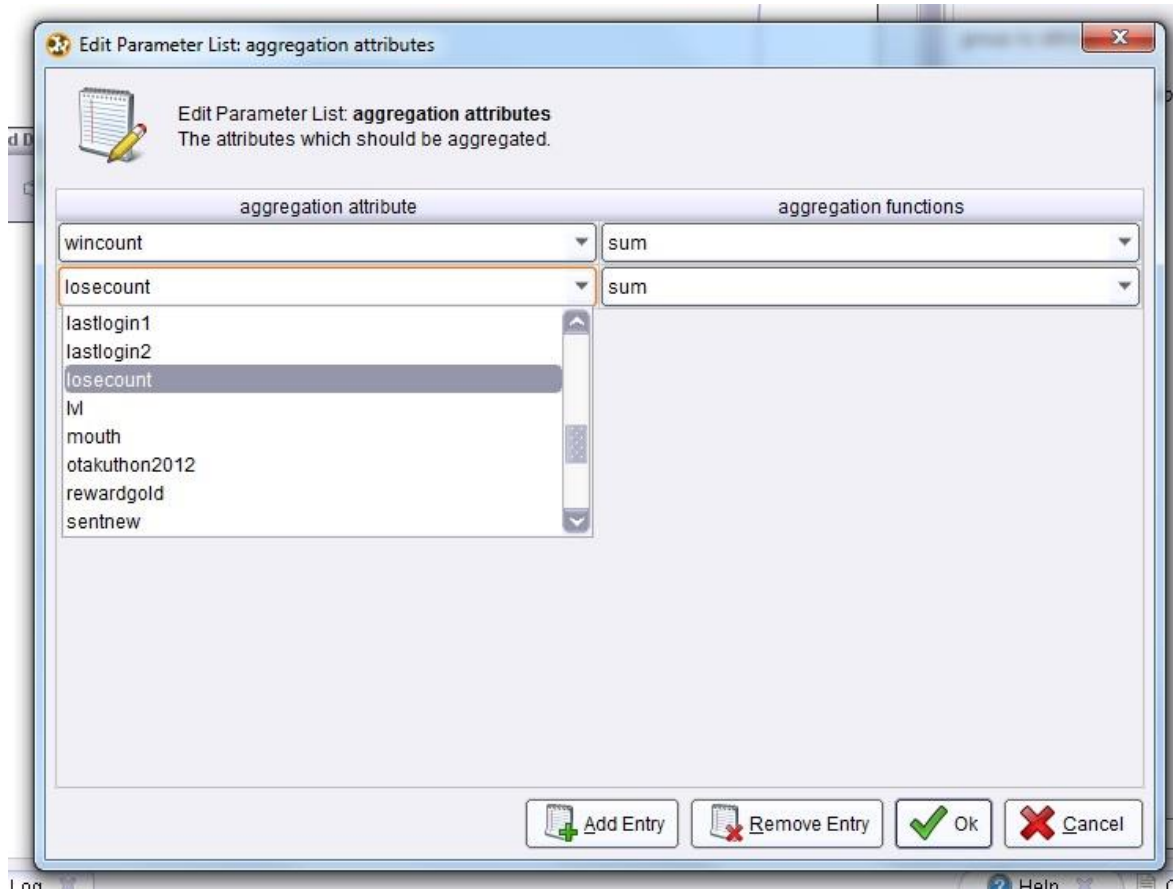 Edit Parameter List: aggregation attributes
Edit Parameter List: aggregation attributes
The attributes which should be aggregated.
d D
aggregation attribute aggregation functions
wincount sum
losecount sum
lastlogin1
lastlogin2
losecount
lvl
mouth
otakuthon2012
rewardgold
sentnew
Add Entry Remove Entry Ok Cancel
Log Help